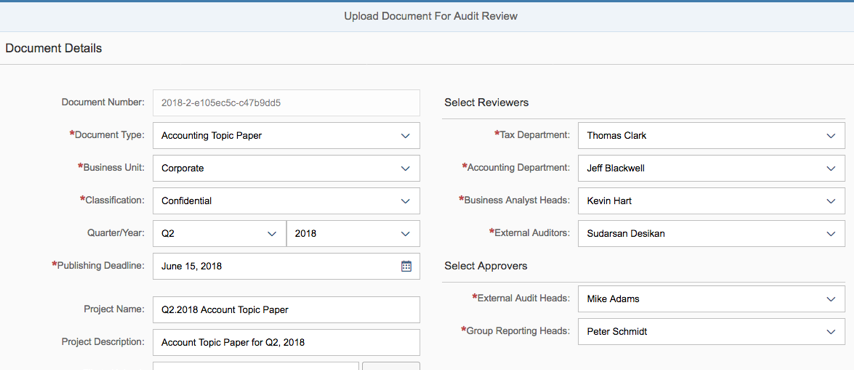 Upload Document For Audit Review
Document Details
Document Number: 2018-2-e105ec5c-c47b9dd5
*Document Type: Accounting Topic Paper
*Business Unit: Corporate
*Classification: Confidential
Quarter/Year: Q2 2018
*Publishing Deadline: June 15, 2018
Project Name: Q2.2018 Account Topic Paper
Project Description: Account Topic Paper for Q2, 2018
Select Reviewers
*Tax Department: Thomas Clark
*Accounting Department: Jeff Blackwell
*Business Analyst Heads: Kevin Hart
*External Auditors: Sudarsan Desikan
Select Approvers
*External Audit Heads: Mike Adams
*Group Reporting Heads: Peter Schmidt